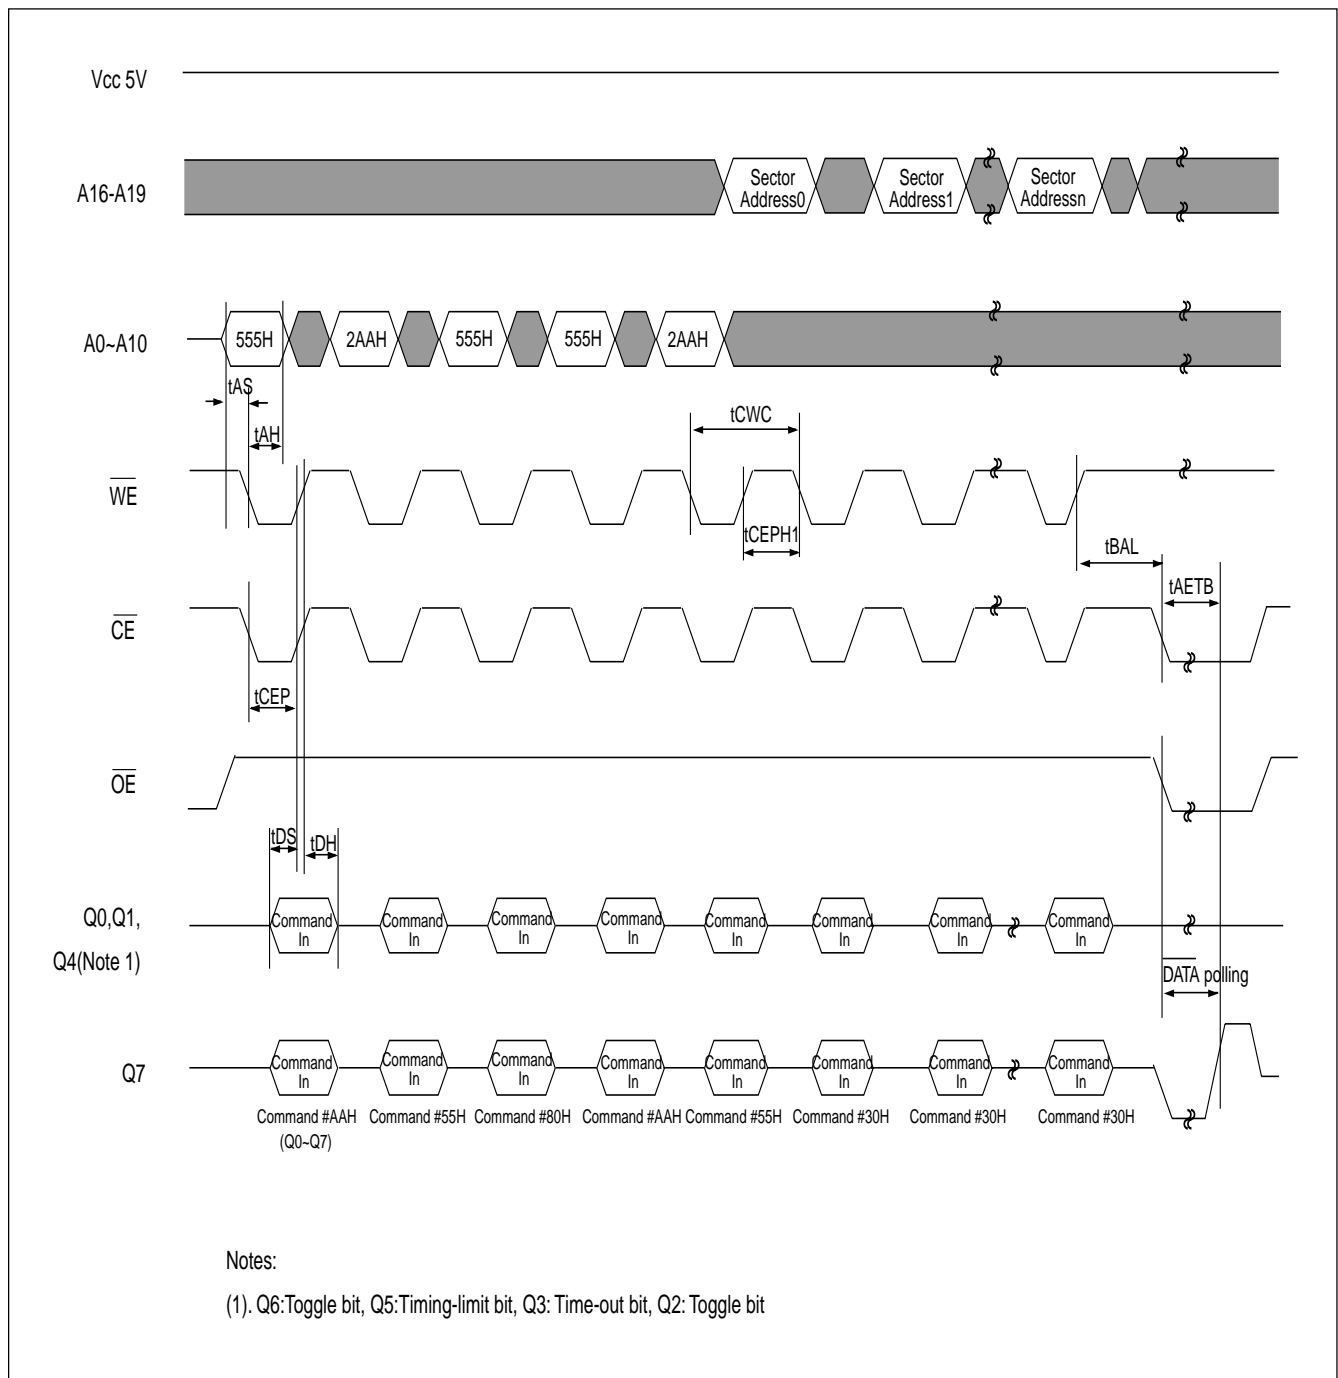 Vcc 5V
A16-A19
Sector Address0
Sector Address1
Sector Addressn
A0~A10
555H
2AAH
555H
555H
2AAH
tAS
tAH
tCWC
WE
tCEPH1
tBAL
tAETB
CE
tCEP
OE
tDS
tDH
Q0,Q1,
Q4(Note 1)
Command In
Command In
Command In
Command In
Command In
Command In
Command In
Command In
DATA polling
Q7
Command In
Command In
Command In
Command In
Command In
Command In
Command In
Command In
Command #AAH
(Q0~Q7)
Command #55H
Command #80H
Command #AAH
Command #55H
Command #30H
Command #30H
Command #30H
Notes:
(1). Q6:Toggle bit, Q5:Timing-limit bit, Q3: Time-out bit, Q2: Toggle bit